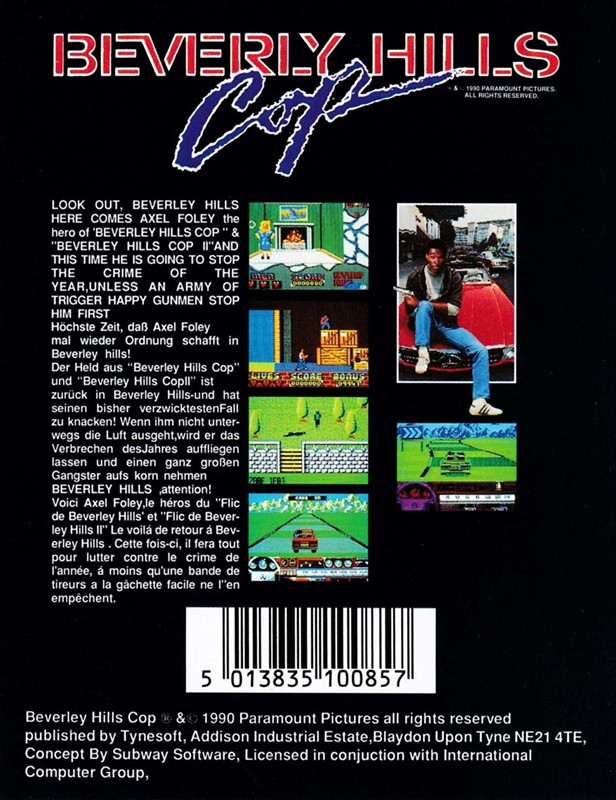 BEVERLY HILLS
Cop
® & © 1990 PARAMOUNT PICTURES.
ALL RIGHTS RESERVED.
LOOK OUT, BEVERLEY HILLS
HERE COMES AXEL FOLEY the
hero of 'BEVERLEY HILLS COP " &
"BEVERLEY HILLS COP II"AND
THIS TIME HE IS GOING TO STOP
THE CRIME OF THE
YEAR,UNLESS AN ARMY OF
TRIGGER HAPPY GUNMEN STOP
HIM FIRST
Höchste Zeit, daß Axel Foley
mal wieder Ordnung schafft in
Beverley hills!
Der Held aus "Beverley Hills Cop"
und "Beverley Hills CopII" ist
zurück in Beverley Hills-und hat
seinen bisher verzwicktestenFall
zu knacken! Wenn ihm nicht unter-
wegs die Luft ausgeht,wird er das
Verbrechen desJahres auffliegen
lassen und einen ganz großen
Gangster aufs korn nehmen
BEVERLEY HILLS ,attention!
Voici Axel Foley,le héros du "Flic
de Beverley Hills' et "Flic de Bever-
ley Hills II" Le voilá de retour á Bev-
erley Hills . Cette fois-ci, il fera tout
pour lutter contre le crime de
l'année, á moins qu'une bande de
tireurs a la gâchette facile ne l"en
empêchent.
SCORE
LIVES SCORE BONUS
SPEED
5 013835 100857
Beverley Hills Cop ® &© 1990 Paramount Pictures all rights reserved
published by Tynesoft, Addison Industrial Estate,Blaydon Upon Tyne NE21 4TE,
Concept By Subway Software, Licensed in conjuction with International
Computer Group,